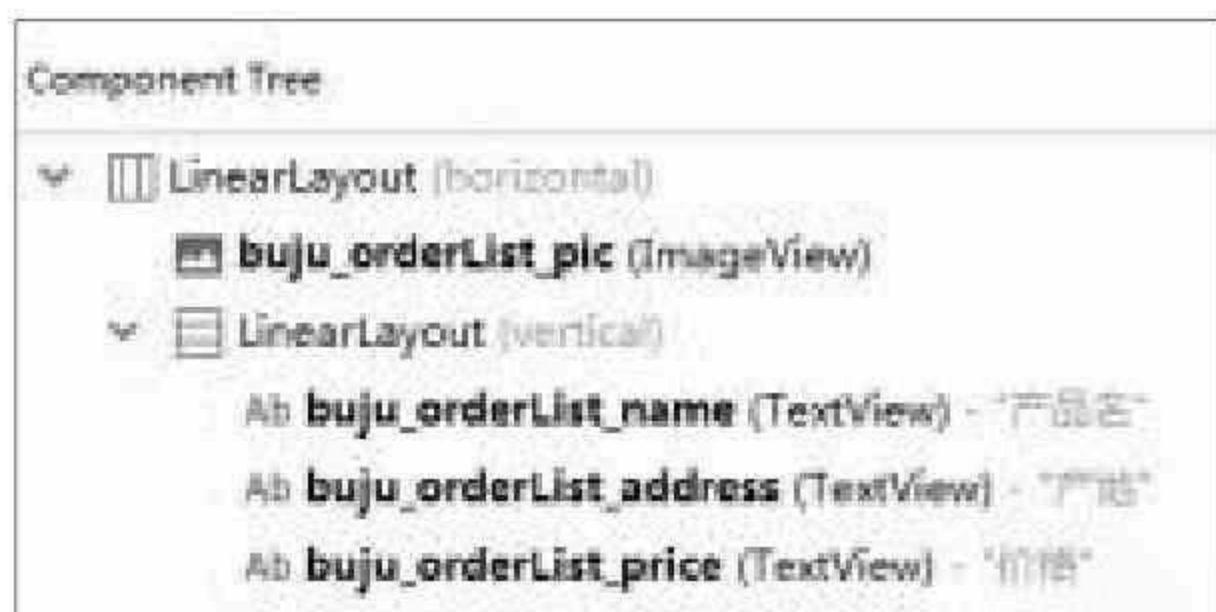 Component Tree
LinearLayout (horizontal)
buju_orderList_pic (ImageView)
LinearLayout (vertical)
Ab buju_orderList_name (TextView) - "产品名"
Ab buju_orderList_address (TextView) - "产地"
Ab buju_orderList_price (TextView) - "价格"